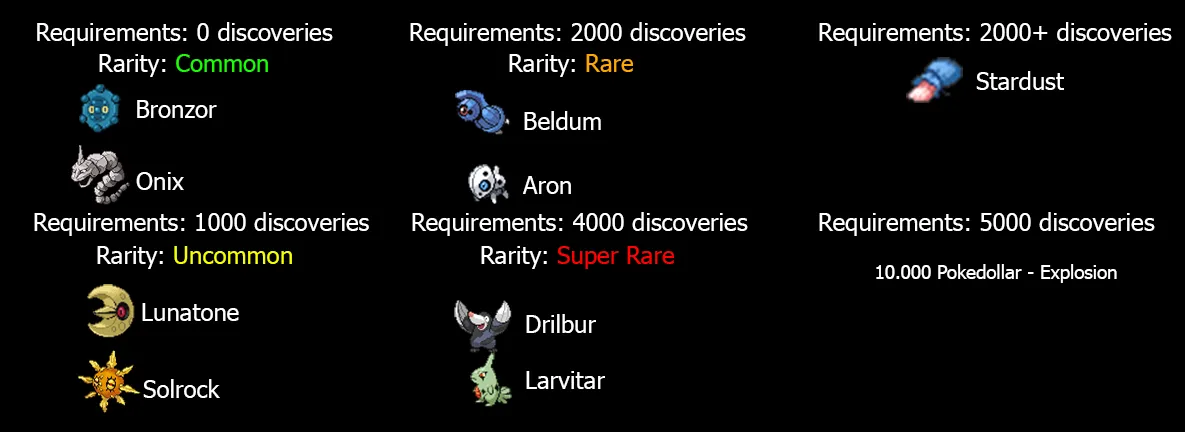 Requirements: 0 discoveries
Rarity: Common
Bronzor
Onix
Requirements: 1000 discoveries
Rarity: Uncommon
Lunatone
Solrock
Requirements: 2000 discoveries
Rarity: Rare
Beldum
Aron
Requirements: 4000 discoveries
Rarity: Super Rare
Drilbur
Larvitar
Requirements: 2000+ discoveries
Stardust
Requirements: 5000 discoveries
10.000 Pokedollar - Explosion